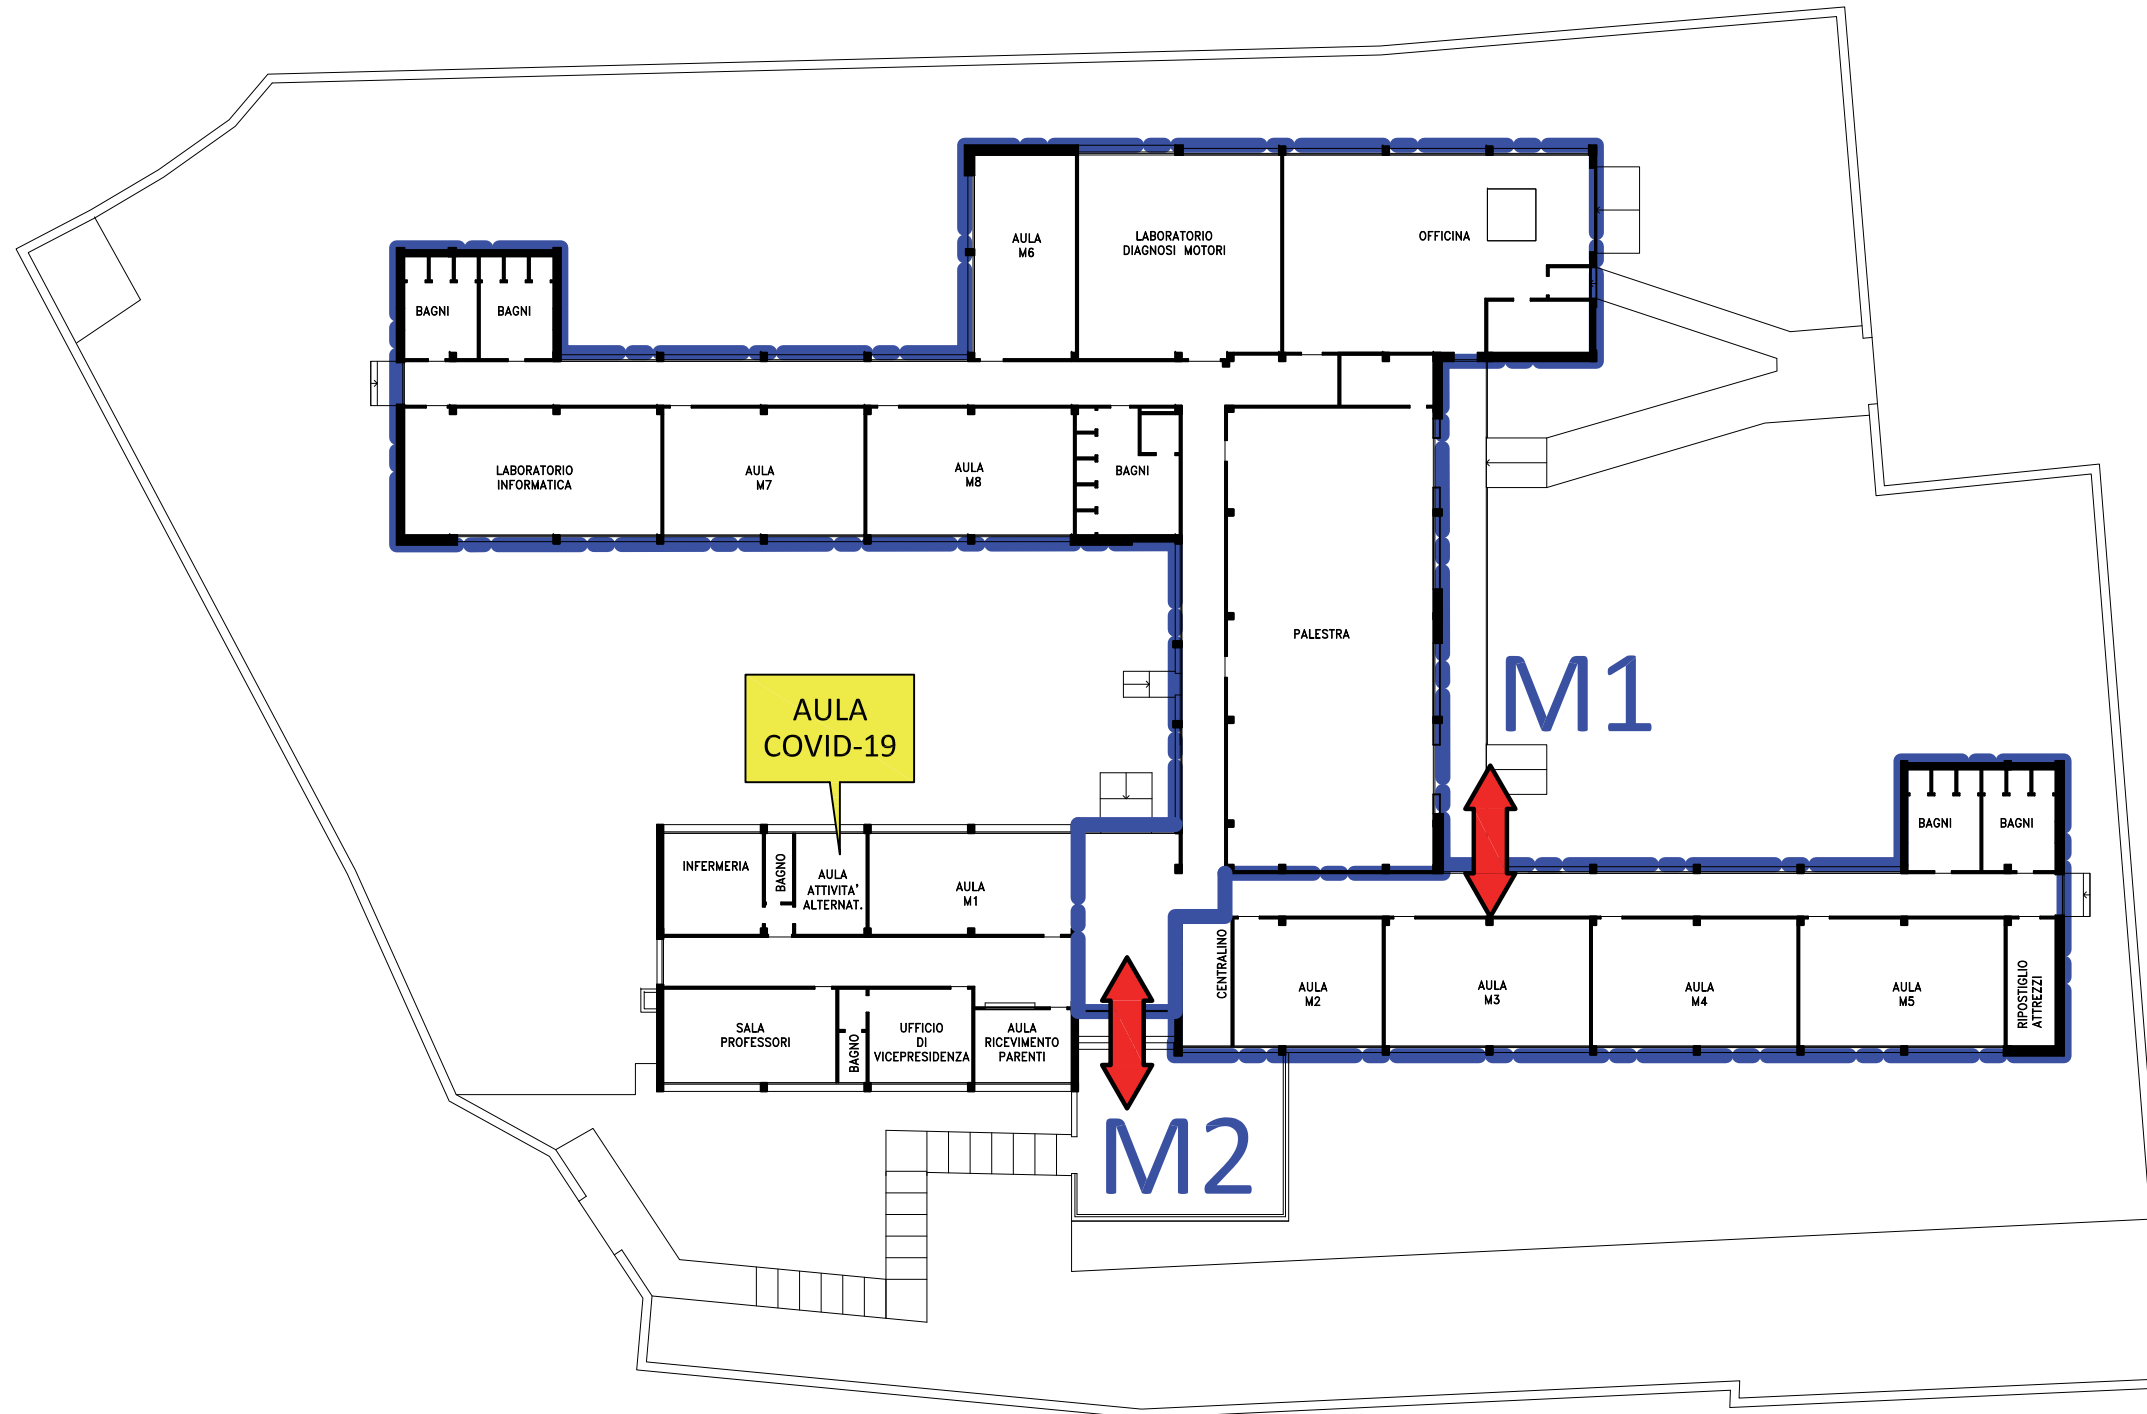 AULA
M6
LABORATORIO
DIAGNOSI MOTORI
OFFICINA
BAGNI
BAGNI
LABORATORIO
INFORMATICA
AULA
M7
AULA
M8
BAGNI
PALESTRA
M1
AULA
COVID-19
BAGNI
BAGNI
INFERMERIA
BAGNO
AULA
ATTIVITA'
ALTERNAT.
AULA
M1
CENTRALINO
AULA
M2
AULA
M3
AULA
M4
AULA
M5
RIPOSTIGLIO
ATTREZZI
SALA
PROFESSORI
BAGNO
UFFICIO
DI
VICEPRESIDENZA
AULA
RICEVIMENTO
PARENTI
M2